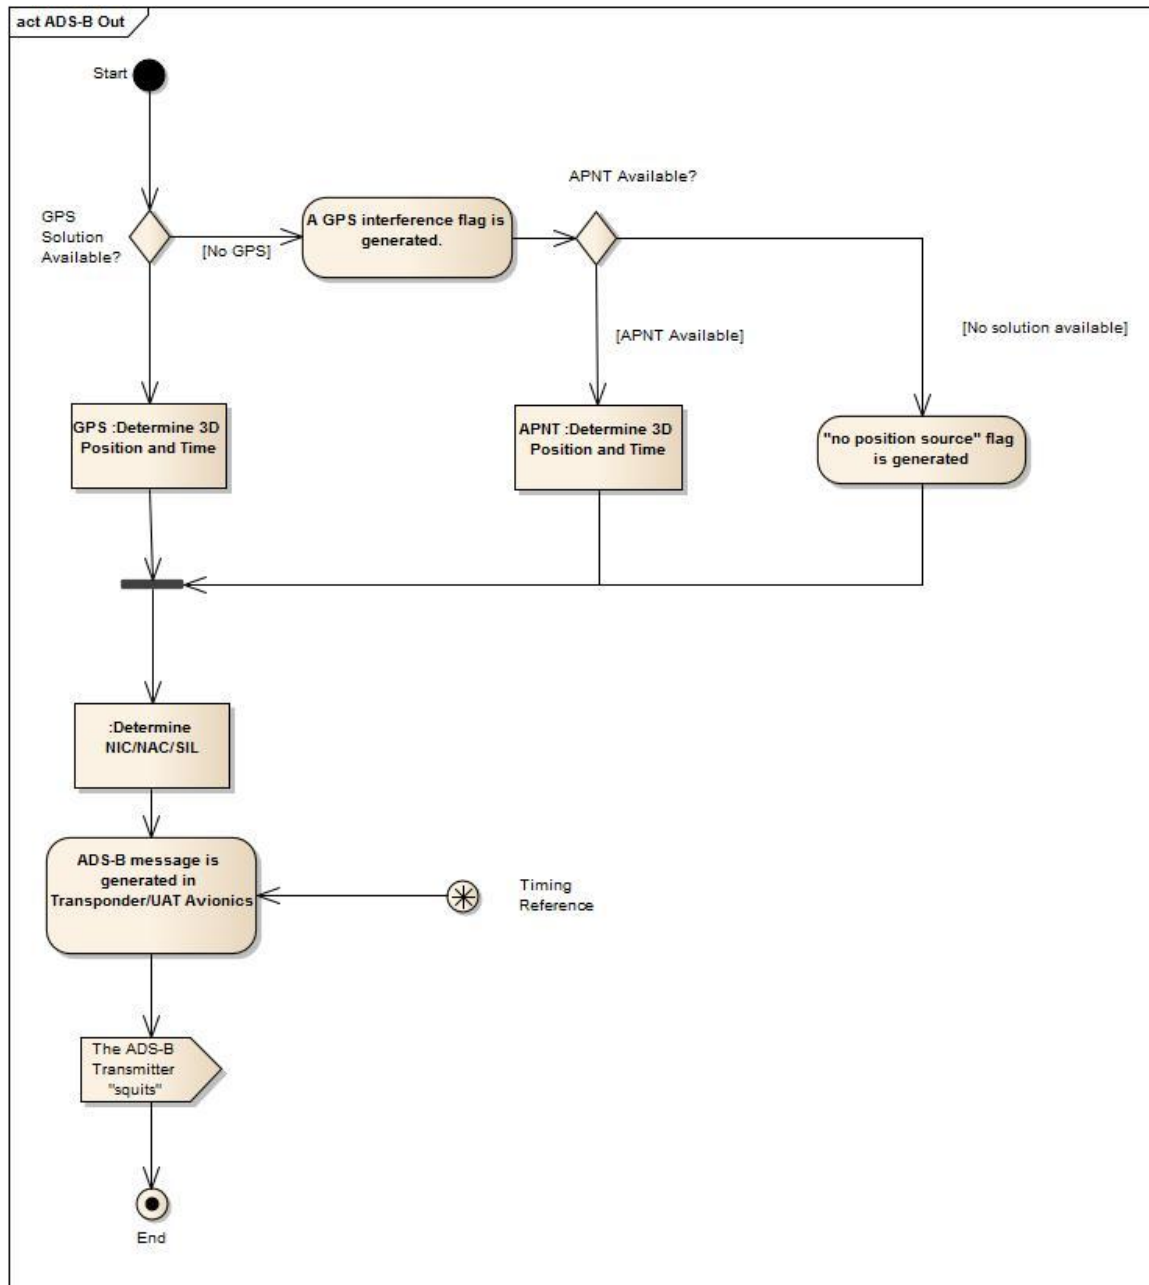 act ADS-B Out
Start
APNT Available?
GPS
Solution
Available?
[No GPS]
A GPS interference flag is
generated.
[APNT Available]
[No solution available]
GPS :Determine 3D
Position and Time
APNT :Determine 3D
Position and Time
"no position source" flag
is generated
:Determine
NIC/NAC/SIL
ADS-B message is
generated in
Transponder/UAT Avionics
Timing
Reference
The ADS-B
Transmitter
"squits"
End